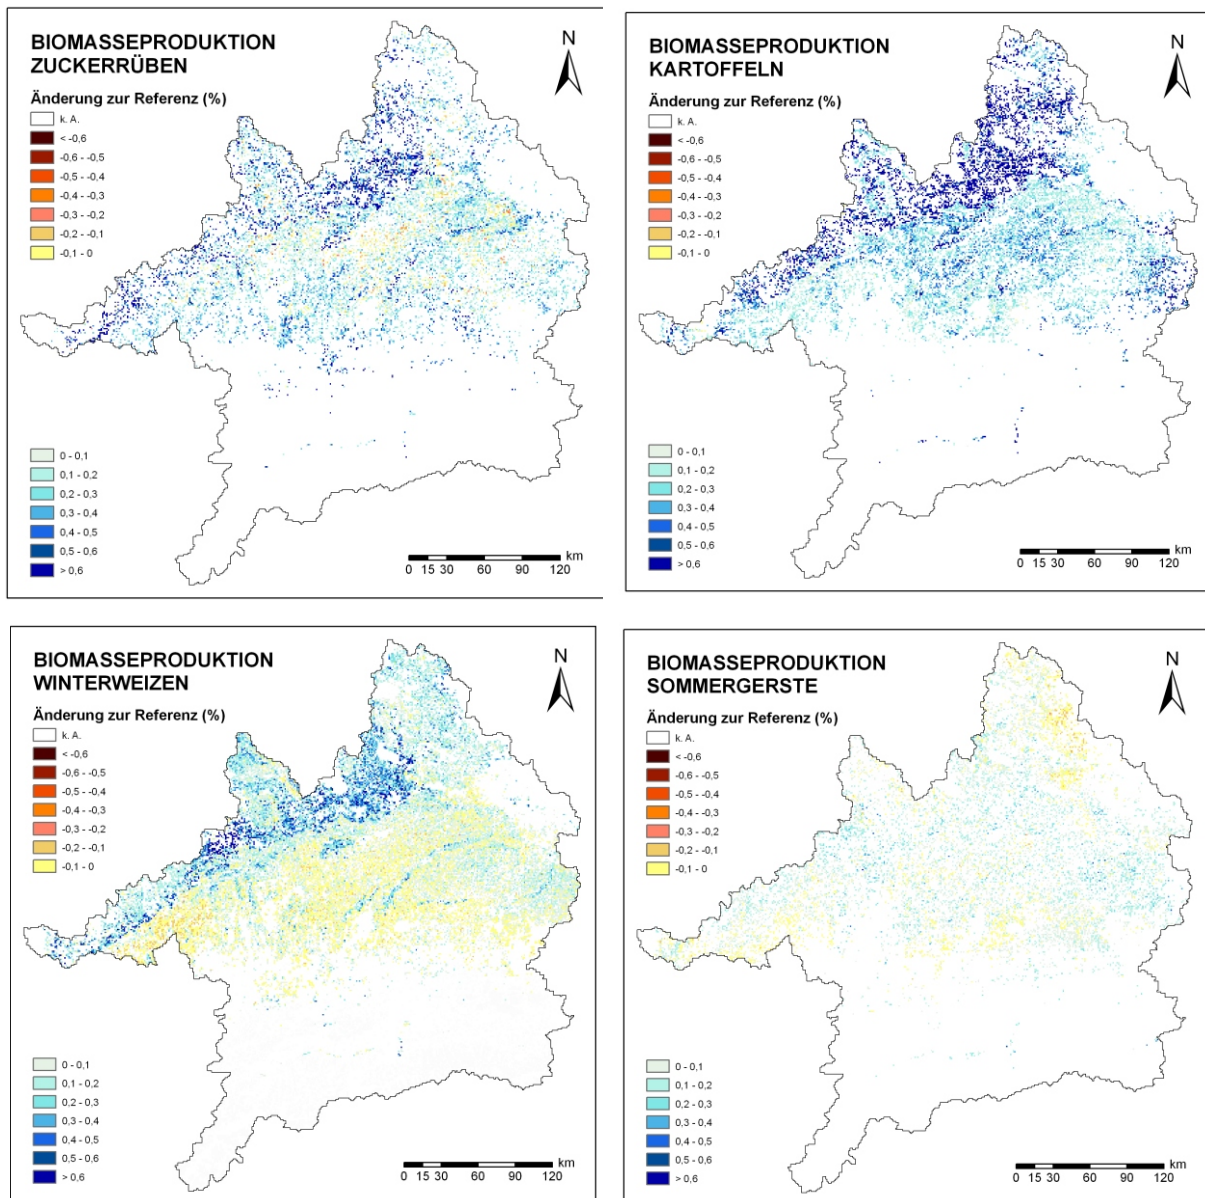 BIOMASSEPRODUKTION
ZUCKERRÜBEN
Änderung zur Referenz (%)
k. A.
< -0,6
-0,6 - -0,5
-0,5 - -0,4
-0,4 - -0,3
-0,3 - -0,2
-0,2 - -0,1
-0,1 - 0
N
0 - 0,1
0,1 - 0,2
0,2 - 0,3
0,3 - 0,4
0,4 - 0,5
0,5 - 0,6
> 0,6
km
0 15 30 60 90 120
BIOMASSEPRODUKTION
KARTOFFELN
Änderung zur Referenz (%)
k. A.
< -0,6
-0,6 - -0,5
-0,5 - -0,4
-0,4 - -0,3
-0,3 - -0,2
-0,2 - -0,1
-0,1 - 0
N
0 - 0,1
0,1 - 0,2
0,2 - 0,3
0,3 - 0,4
0,4 - 0,5
0,5 - 0,6
> 0,6
km
0 15 30 60 90 120
BIOMASSEPRODUKTION
WINTERWEIZEN
Änderung zur Referenz (%)
k. A.
< -0,6
-0,6 - -0,5
-0,5 - -0,4
-0,4 - -0,3
-0,3 - -0,2
-0,2 - -0,1
-0,1 - 0
N
0 - 0,1
0,1 - 0,2
0,2 - 0,3
0,3 - 0,4
0,4 - 0,5
0,5 - 0,6
> 0,6
km
0 15 30 60 90 120
BIOMASSEPRODUKTION
SOMMERGERSTE
Änderung zur Referenz (%)
k. A.
< -0,6
-0,6 - -0,5
-0,5 - -0,4
-0,4 - -0,3
-0,3 - -0,2
-0,2 - -0,1
-0,1 - 0
N
0 - 0,1
0,1 - 0,2
0,2 - 0,3
0,3 - 0,4
0,4 - 0,5
0,5 - 0,6
> 0,6
km
0 15 30 60 90 120